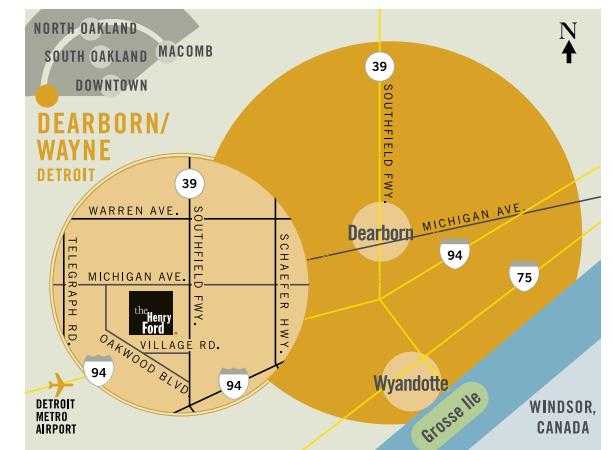 NORTH OAKLAND
SOUTH OAKLAND
MACOMB
DOWNTOWN
DEARBORN/
WAYNE
DETROIT
N
39
SOUTHFIELD FWY.
Dearborn
MICHIGAN AVE.
94
75
39
WARREN AVE.
SOUTHFIELD FWY.
SCHAEFER HWY.
TELEGRAPH RD.
MICHIGAN AVE.
the
Henry
Ford
VILLAGE RD.
OAKWOOD BLVD.
94
94
DETROIT
METRO
AIRPORT
Wyandotte
Grosse Ile
WINDSOR,
CANADA